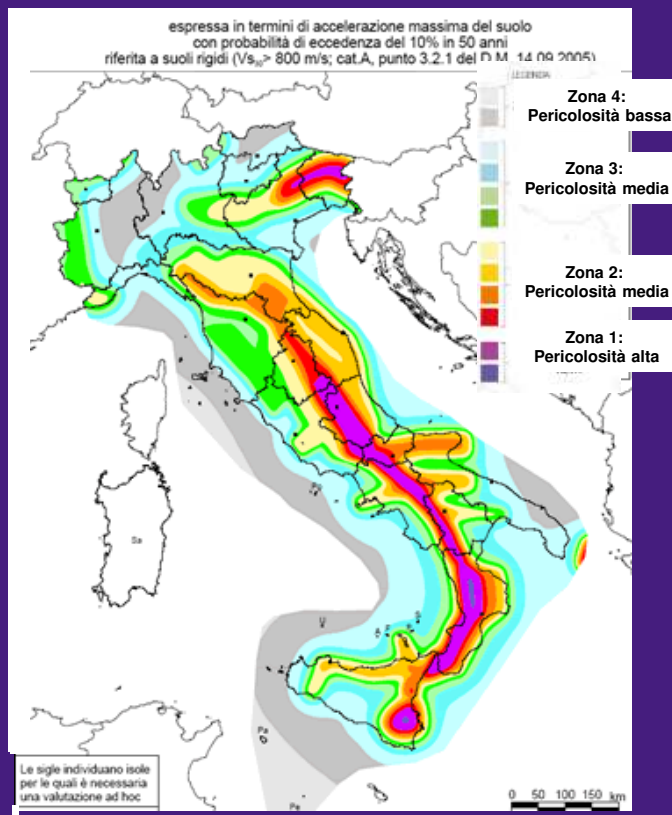 espressa in termini di accelerazione massima del suolo
con probabilità di eccedenza del 10% in 50 anni
riferita a suoli rigidi (Vs₃₀> 800 m/s; cat.A, punto 3.2.1 del D.M. 14.09.2005)
LEGENDA
Zona 4:
Pericolosità bassa
Zona 3:
Pericolosità media
Zona 2:
Pericolosità media
Zona 1:
Pericolosità alta
Sa
U
A
F
S
P
Pa
Pe
Le sigle individuano isole
per le quali è necessaria
una valutazione ad hoc
0 50 100 150 km